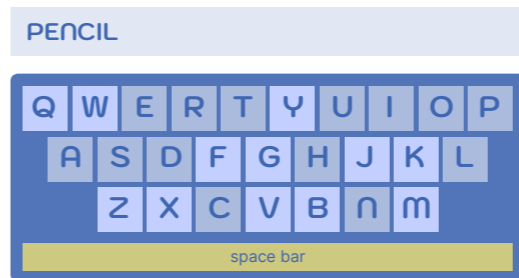 PENCIL
Q W E R T Y U I O P
A S D F G H J K L
Z X C V B N M
space bar